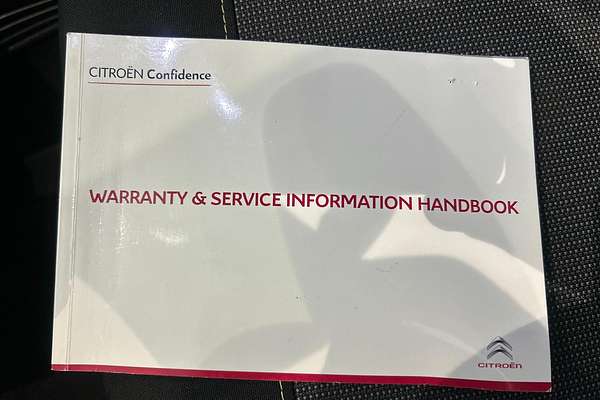 CITROËN Confidence
WARRANTY & SERVICE INFORMATION HANDBOOK
CITROËN